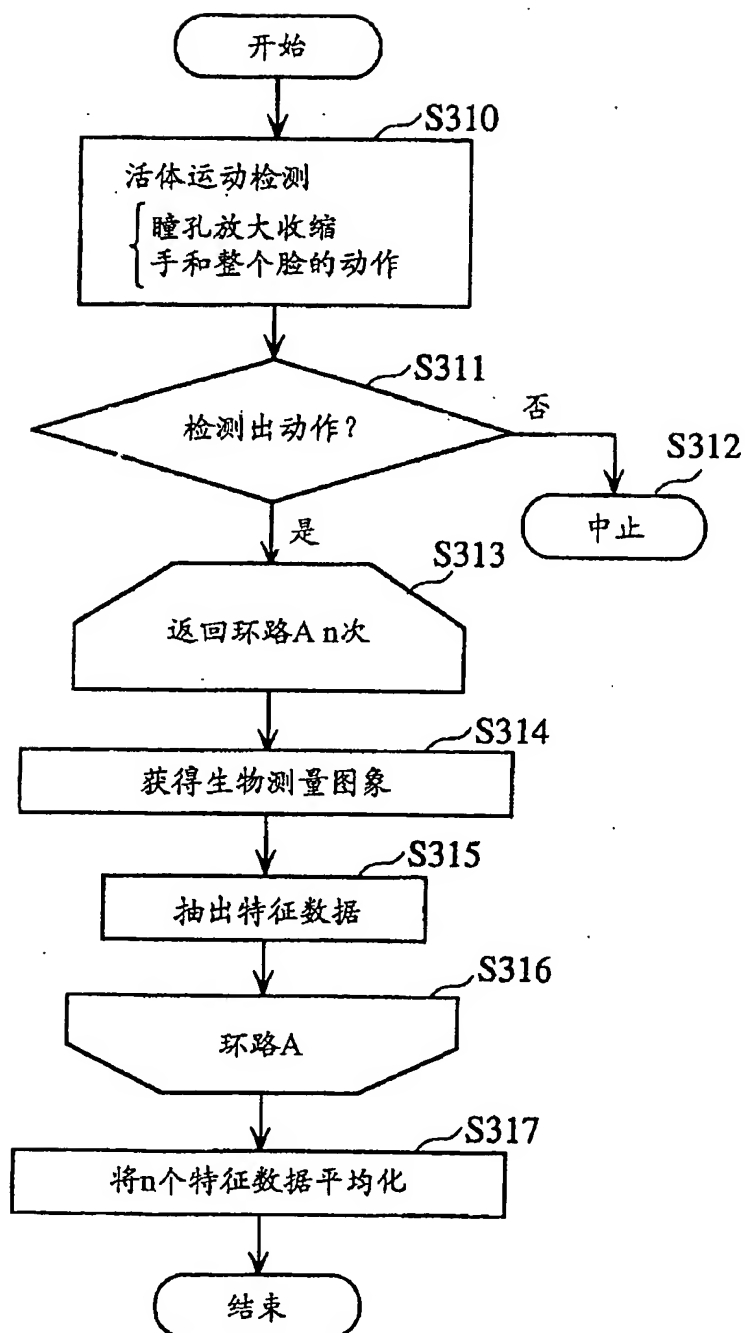 开始
S310
活体运动检测
瞳孔放大收缩
手和整个脸的动作
S311
检测出动作?
否
S312
中止
是
S313
返回环路A n次
S314
获得生物测量图象
S315
抽出特征数据
S316
环路A
S317
将n个特征数据平均化
结束